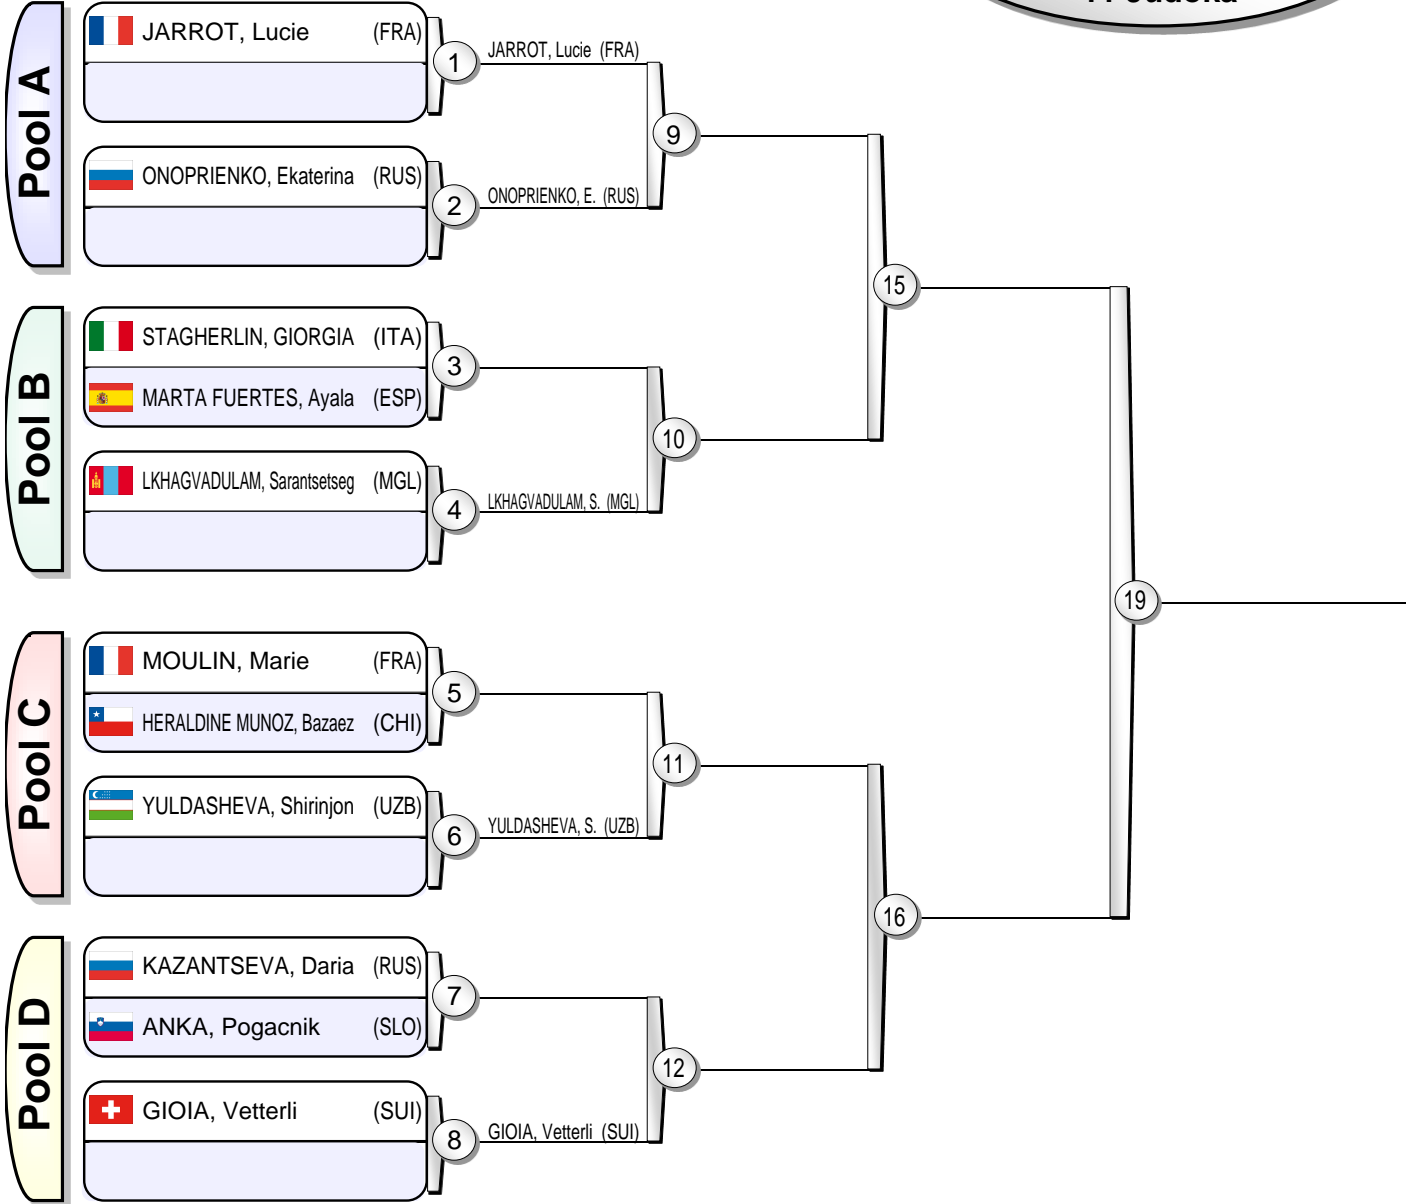 Pool A
JARROT, Lucie (FRA)
1
JARROT, Lucie (FRA)
9
ONOPRIENKO, Ekaterina (RUS)
2
ONOPRIENKO, E. (RUS)
15
Pool B
STAGHERLIN, GIORGIA (ITA)
3
MARTA FUERTES, Ayala (ESP)
10
LKHAGVADULAM, Sarantsetseg (MGL)
4
LKHAGVADULAM, S. (MGL)
19
Pool C
MOULIN, Marie (FRA)
5
HERALDINE MUNOZ, Bazaez (CHI)
11
YULDASHEVA, Shirinjon (UZB)
6
YULDASHEVA, S. (UZB)
16
Pool D
KAZANTSEVA, Daria (RUS)
7
ANKA, Pogacnik (SLO)
12
GIOIA, Vetterli (SUI)
8
GIOIA, Vetterli (SUI)